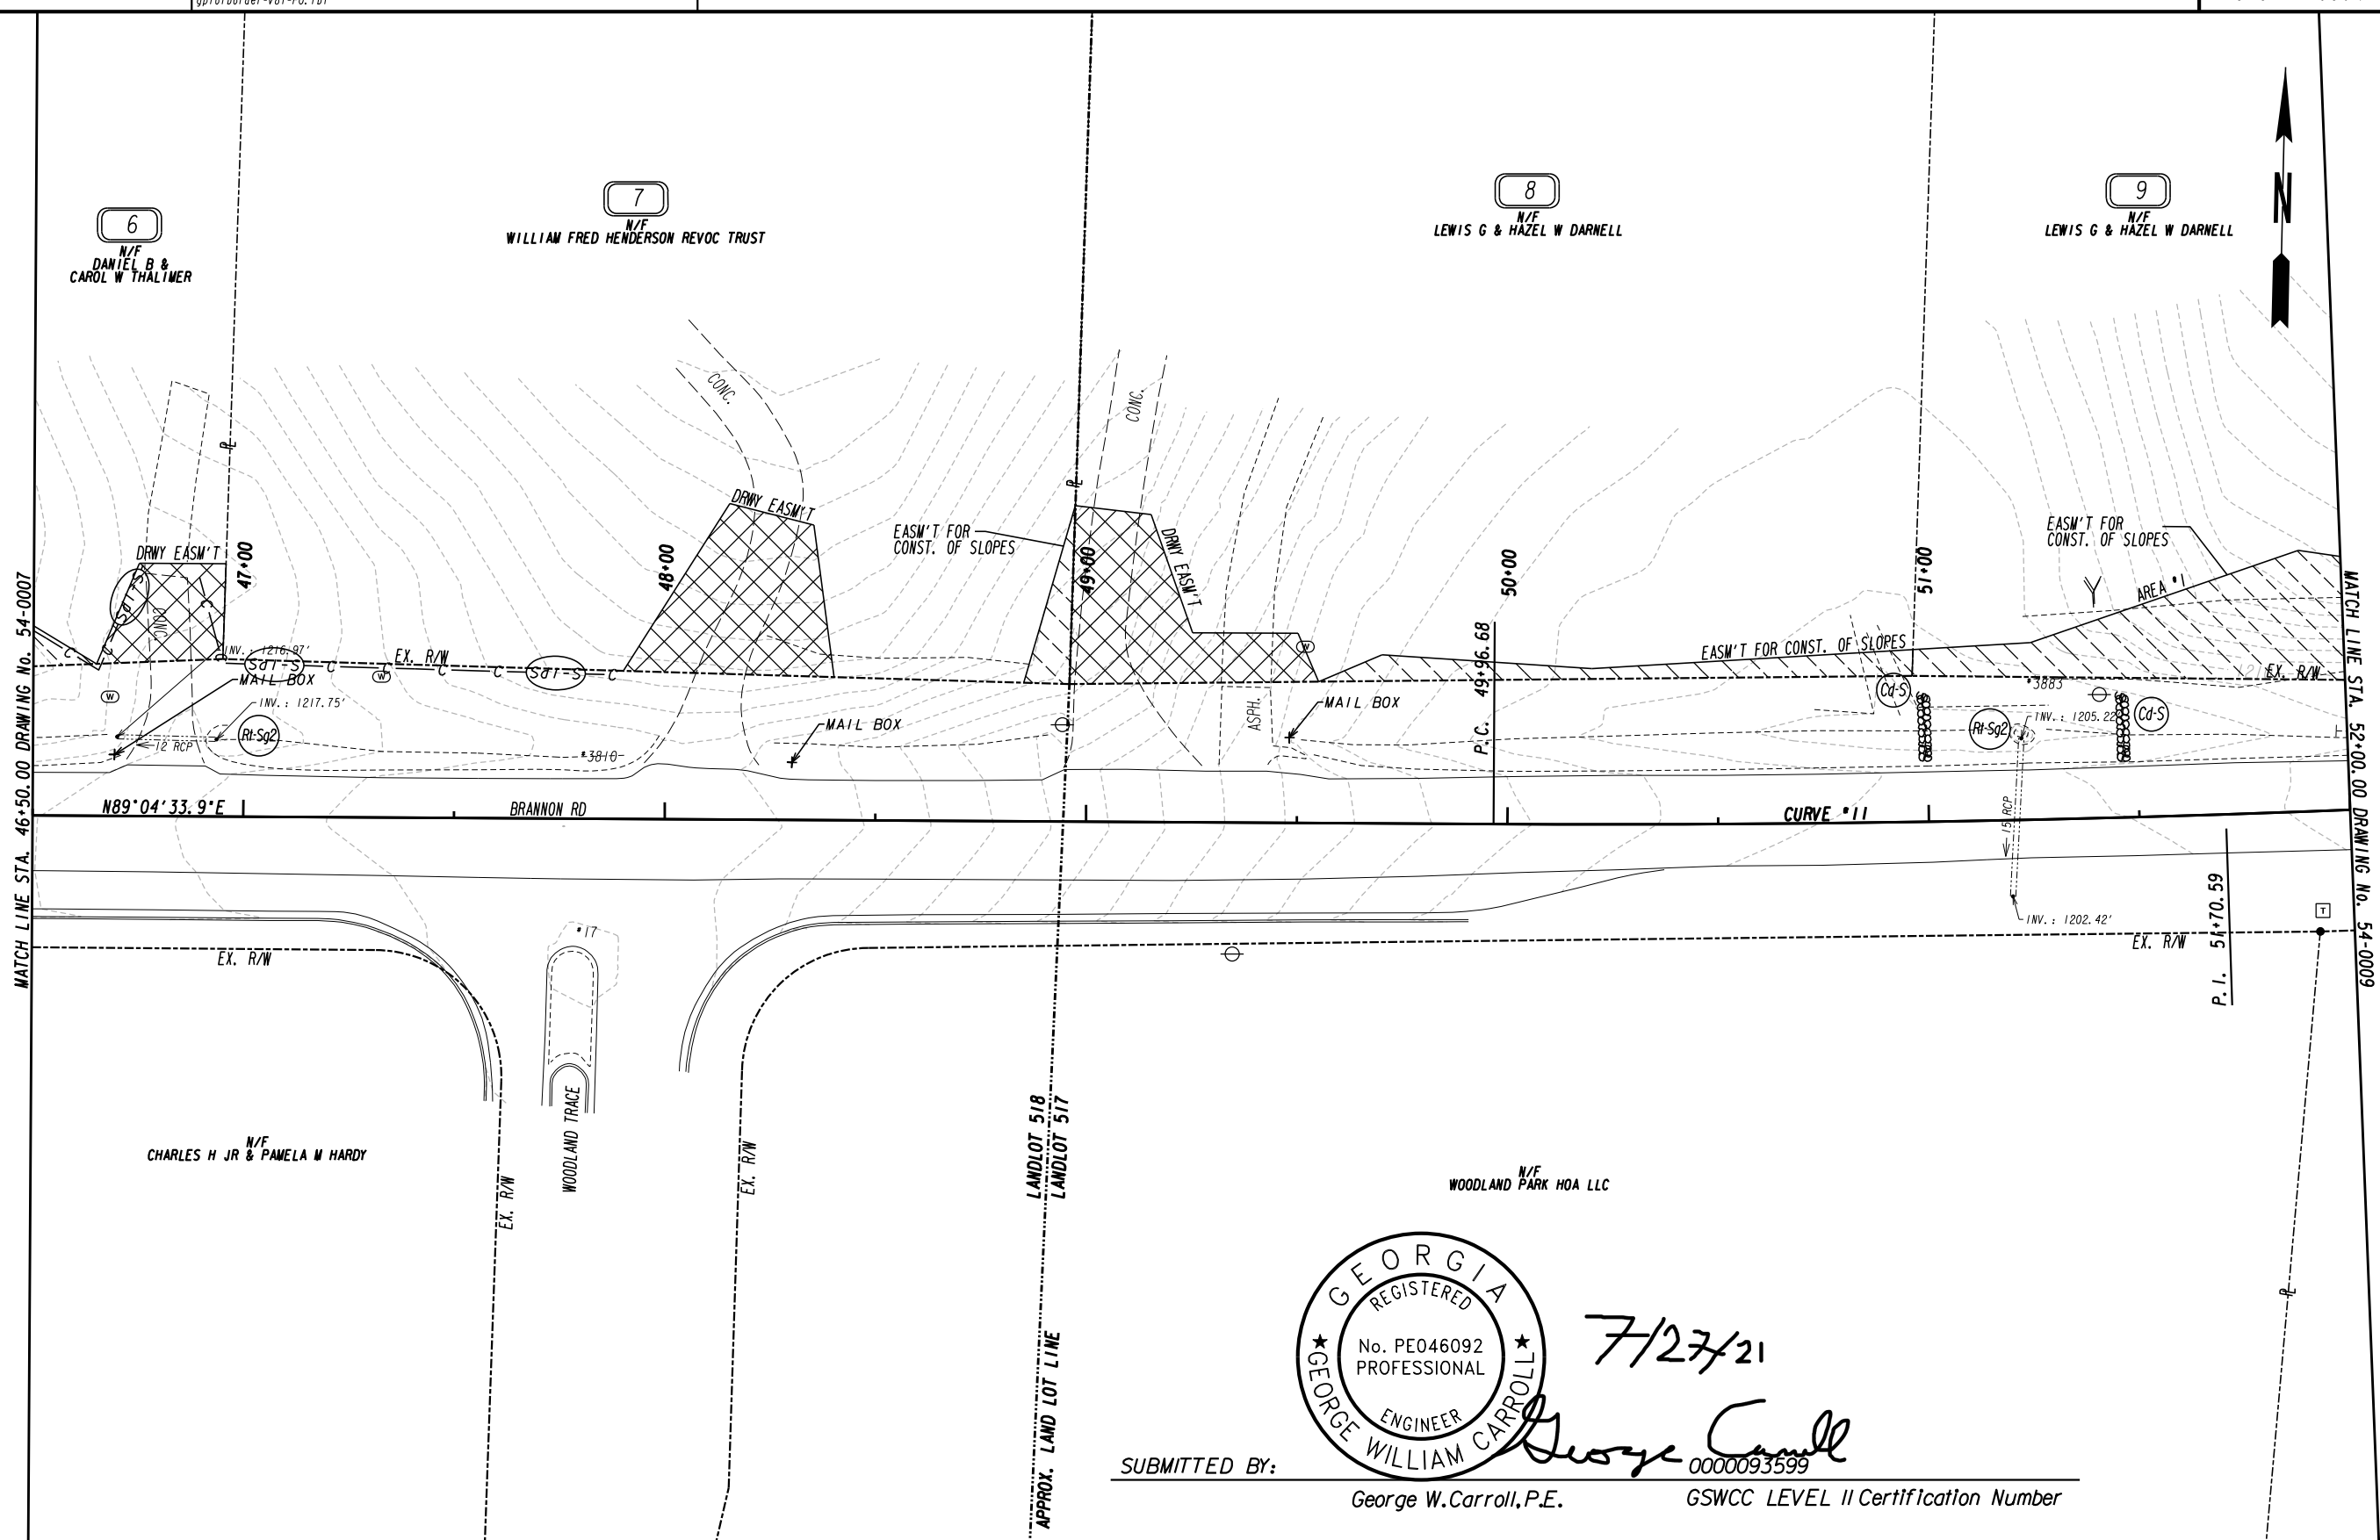 6
N/F
DANIEL B &
CAROL W THALIMER
7
N/F
WILLIAM FRED HENDERSON REVOC TRUST
8
N/F
LEWIS G & HAZEL W DARNELL
9
N/F
LEWIS G & HAZEL W DARNELL
N
CONC.
CONC.
DRWY EASM'T
EASM'T FOR
CONST. OF SLOPES
DRWY EASM'T
EASM'T FOR
CONST. OF SLOPES
DRWY EASM'T
47+00
48+00
49+00
50+00
51+00
AREA #1
MATCH LINE STA. 46+50.00 DRAWING No. 54-0007
MATCH LINE STA. 52+00.00 DRAWING No. 54-0009
Sd1-S
CONC.
C
C
C
INV.: 1216.97'
Sd1-S
C
EX. R/W
C
C
C
Sd1-S
C
W
W
W
MAIL BOX
INV.: 1217.75'
12 RCP
Rt-Sg2
#3810
MAIL BOX
ASPH.
MAIL BOX
P.C. 49+96.68
EASM'T FOR CONST. OF SLOPES
Cd-S
Rt-Sg2
#3883
INV.: 1205.22
Cd-S
EX. R/W
15 RCP
N89°04'33.9"E
BRANNON RD
CURVE #11
INV.: 1202.42'
P.I. 51+70.59
T
EX. R/W
#17
EX. R/W
WOODLAND TRACE
EX. R/W
EX. R/W
LANDLOT 518
LANDLOT 517
APPROX. LAND LOT LINE
N/F
CHARLES H JR & PAMELA M HARDY
N/F
WOODLAND PARK HOA LLC
GEORGIA
REGISTERED
No. PE046092
PROFESSIONAL
ENGINEER
GEORGE WILLIAM CARROLL
7/27/21
George Carroll
SUBMITTED BY:
0000093599
George W.Carroll,P.E.
GSWCC LEVEL II Certification Number